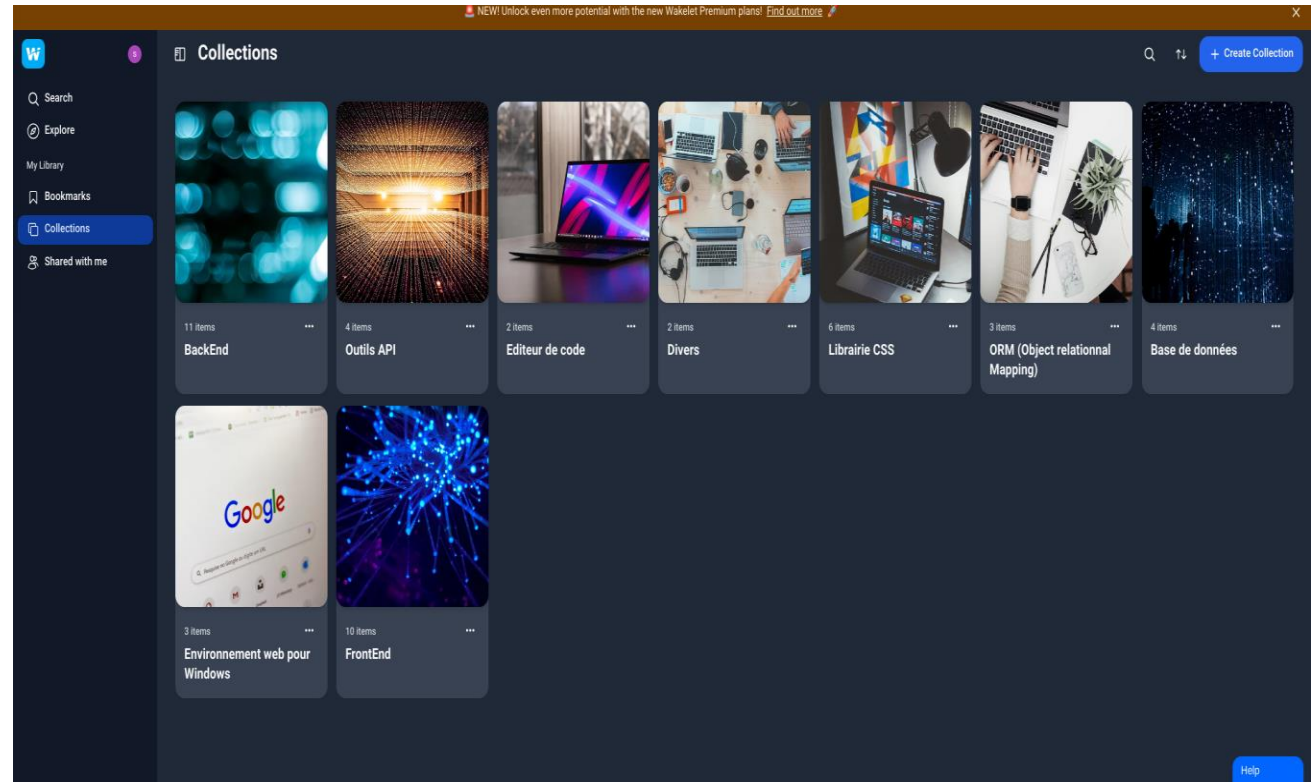 🚨 NEW! Unlock even more potential with the new Wakelet Premium plans! Find out more 🚀 X
W
S
Collections
+ Create Collection
Search
Explore
My Library
Bookmarks
Collections
Shared with me
11 items
BackEnd
4 items
Outils API
2 items
Editeur de code
2 items
Divers
6 items
Librairie CSS
3 items
ORM (Object relationnal
Mapping)
4 items
Base de données
Google
3 items
Environnement web pour
Windows
10 items
FrontEnd
Help